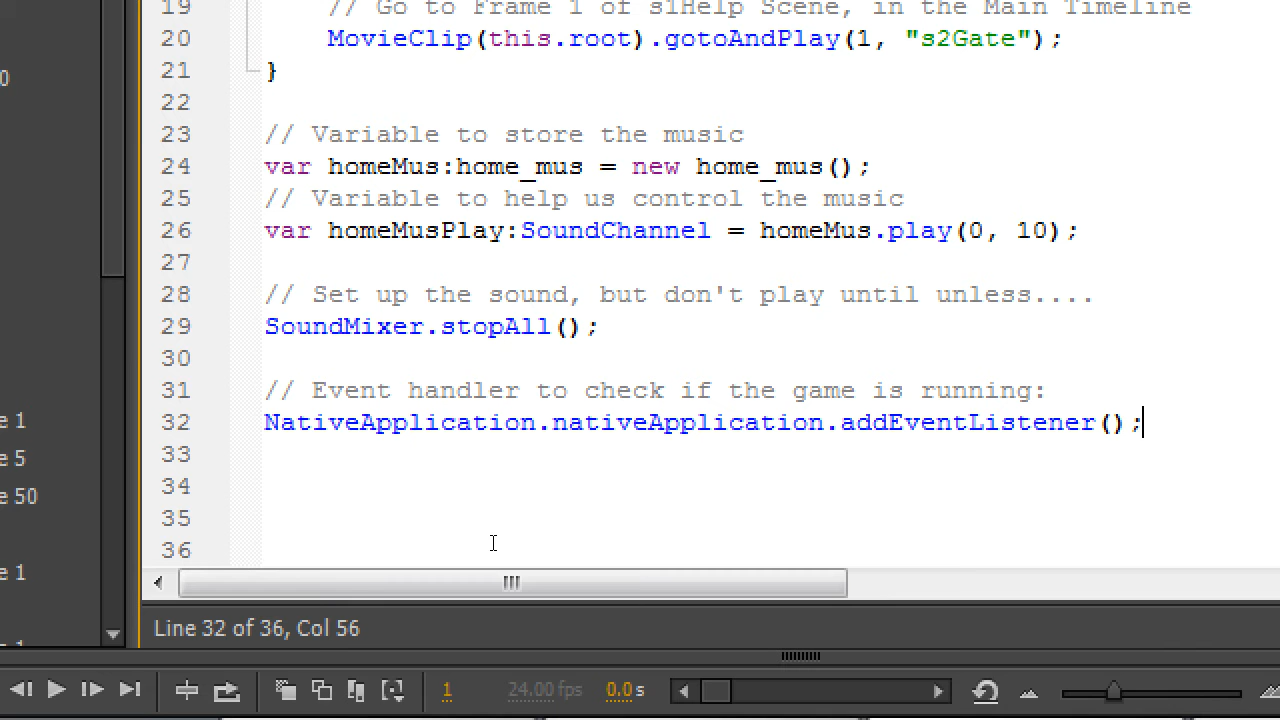 19 // Go to Frame 1 of s1Help Scene, in the Main Timeline
20 MovieClip(this.root).gotoAndPlay(1, "s2Gate");
21 }
22
23 // Variable to store the music
24 var homeMus:home_mus = new home_mus();
25 // Variable to help us control the music
26 var homeMusPlay:SoundChannel = homeMus.play(0, 10);
27
28 // Set up the sound, but don't play until unless....
29 SoundMixer.stopAll();
30
31 // Event handler to check if the game is running:
32 NativeApplication.nativeApplication.addEventListener();
33
34
35
36
0
e 1
e 5
e 50
e 1
Line 32 of 36, Col 56
1 24.00 fps 0.0 s